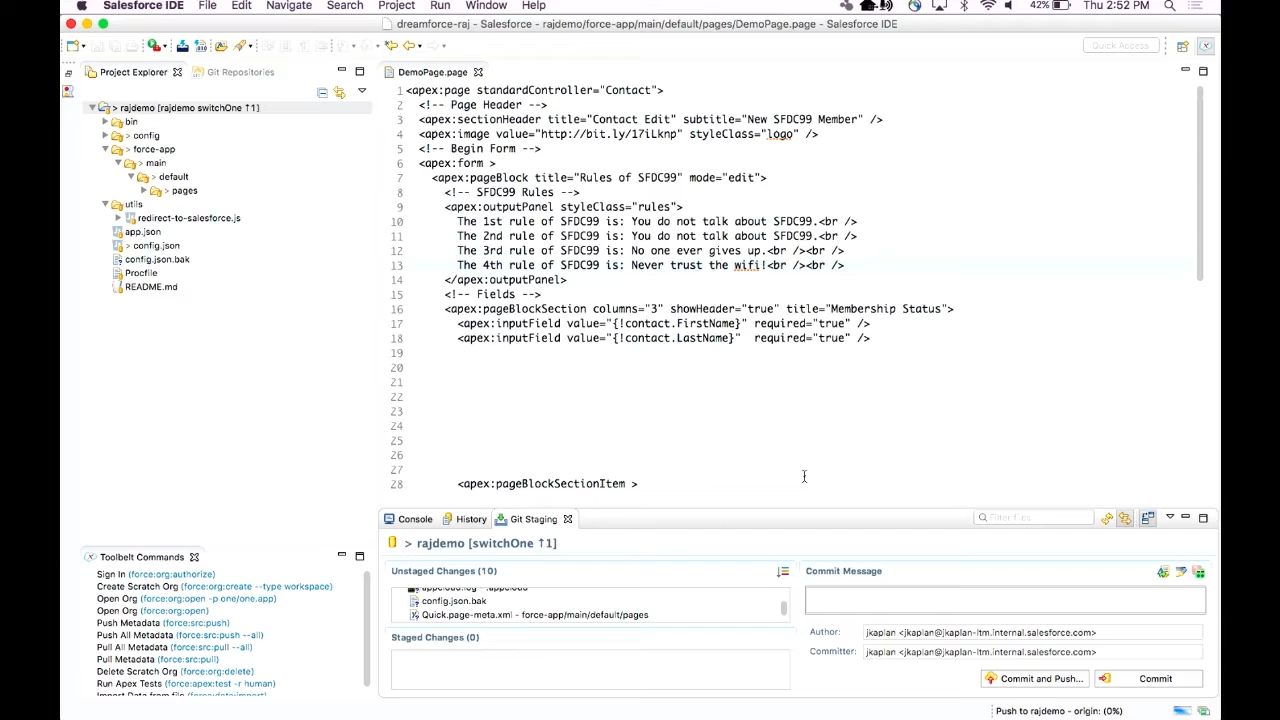 Salesforce IDE File Edit Navigate Search Project Run Window Help 42% Thu 2:52 PM
dreamforce-raj - Salesforce - rajdemo/force-app/main/default/pages/DemoPage.page - Salesforce IDE
Quick Access
Project Explorer Git Repositories
> rajdemo [rajdemo switchOne ↑1]
bin
> config
> force-app
> main
> default
> pages
utils
redirect-to-salesforce.js
app.json
> config.json
config.json.bak
Procfile
README.md
Toolbelt Commands
Sign In (force:org:authorize)
Create Scratch Org (force:org:create --type workspace)
Open Org (force:org:open -p one/one.app)
Open Org (force:org:open)
Push Metadata (force:src:push)
Push All Metadata (force:src:push --all)
Pull All Metadata (force:src:pull --all)
Pull Metadata (force:src:pull)
Delete Scratch Org (force:org:delete)
Run Apex Tests (force:apex:test -r human)
Import Data from file (force:data:import)
DemoPage.page
1 <apex:page standardController="Contact">
2 <!-- Page Header -->
3 <apex:sectionHeader title="Contact Edit" subtitle="New SFDC99 Member" />
4 <apex:image value="http://bit.ly/17iLknp" styleClass="logo" />
5 <!-- Begin Form -->
6 <apex:form >
7 <apex:pageBlock title="Rules of SFDC99" mode="edit">
8 <!-- SFDC99 Rules -->
9 <apex:outputPanel styleClass="rules">
10 The 1st rule of SFDC99 is: You do not talk about SFDC99.<br />
11 The 2nd rule of SFDC99 is: You do not talk about SFDC99.<br />
12 The 3rd rule of SFDC99 is: No one ever gives up.<br /><br />
13 The 4th rule of SFDC99 is: Never trust the wifi!<br /><br />
14 </apex:outputPanel>
15 <!-- Fields -->
16 <apex:pageBlockSection columns="3" showHeader="true" title="Membership Status">
17 <apex:inputField value="{!contact.FirstName}" required="true" />
18 <apex:inputField value="{!contact.LastName}" required="true" />
19
20
21
22
23
24
25
26
27
28 <apex:pageBlockSectionItem >
Console History Git Staging
Filter files
> rajdemo [switchOne ↑1]
Unstaged Changes (10)
config.json.bak
Quick.page-meta.xml - force-app/main/default/pages
Staged Changes (0)
Commit Message
Author: jkaplan <jkaplan@jkaplan-ltm.internal.salesforce.com>
Committer: jkaplan <jkaplan@jkaplan-ltm.internal.salesforce.com>
Commit and Push... Commit
Push to rajdemo - origin: (0%)